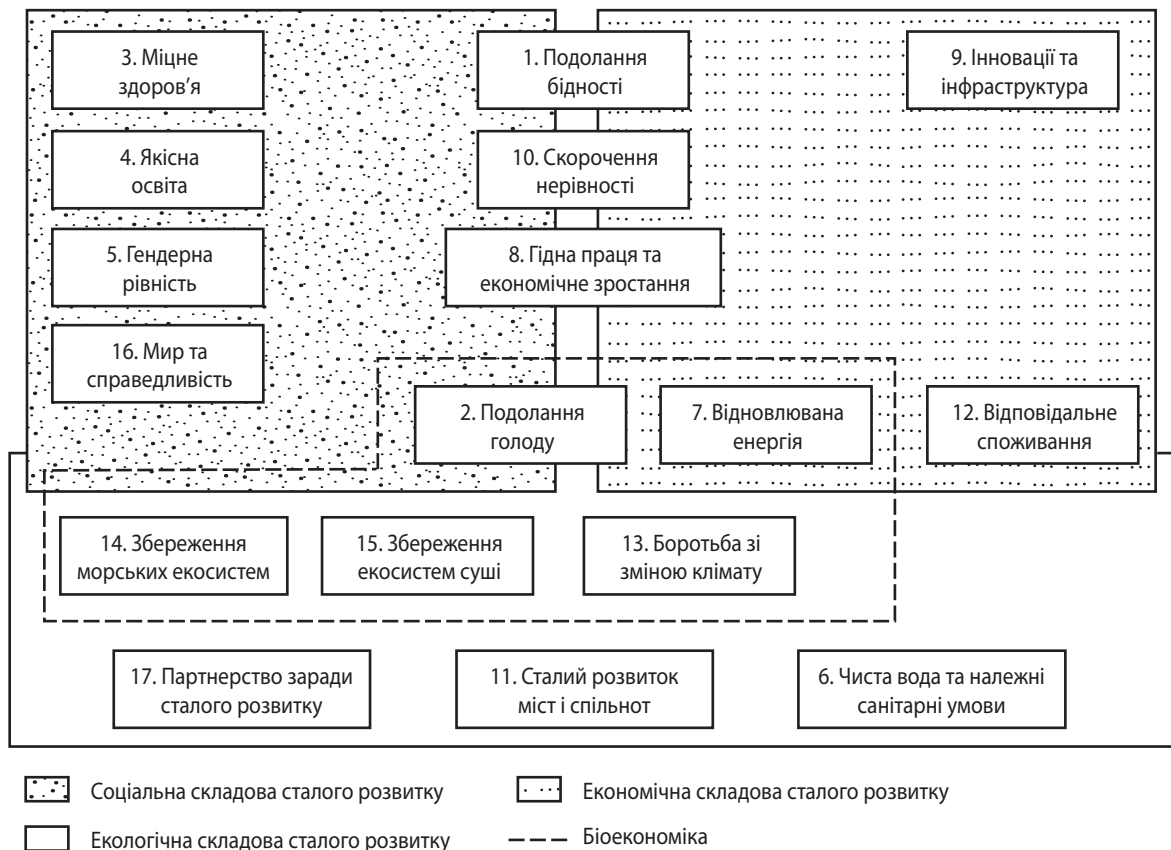 3. Міцне
здоров'я
1. Подолання
бідності
9. Інновації та
інфраструктура
4. Якісна
освіта
10. Скорочення
нерівності
5. Гендерна
рівність
8. Гідна праця та
економічне зростання
16. Мир та
справедливість
2. Подолання
голоду
7. Відновлювана
енергія
12. Відповідальне
споживання
14. Збереження
морських екосистем
15. Збереження
екосистем суші
13. Боротьба зі
зміною клімату
17. Партнерство заради
сталого розвитку
11. Сталий розвиток
міст і спільнот
6. Чиста вода та належні
санітарні умови
Соціальна складова сталого розвитку
Економічна складова сталого розвитку
Екологічна складова сталого розвитку
Біоекономіка